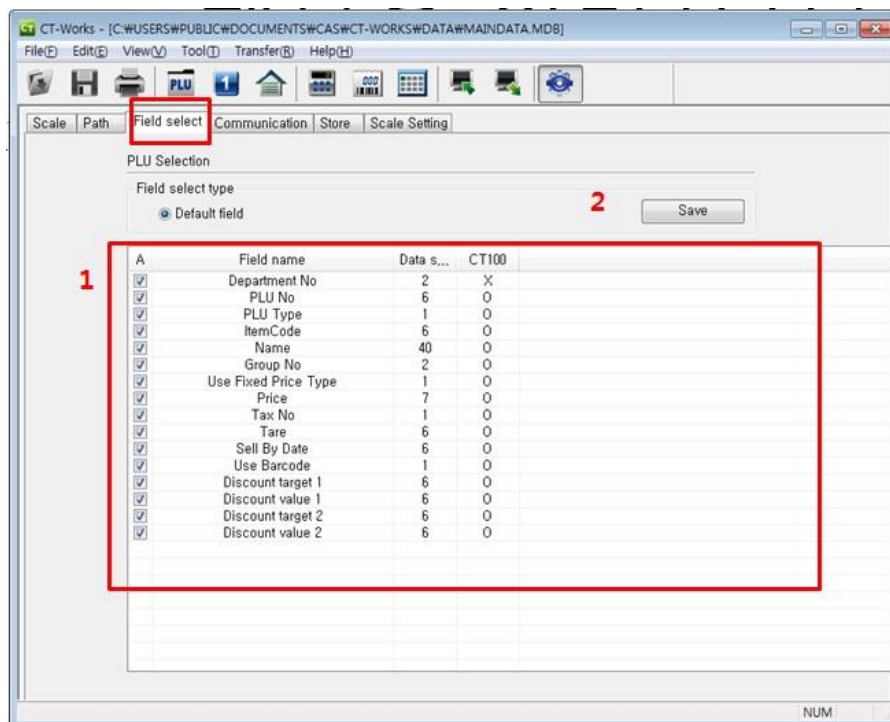 CT-Works - [C:₩USERS₩PUBLIC₩DOCUMENTS₩CAS₩CT-WORKS₩DATA₩MAINDATA.MDB]
File(F) Edit(E) View(V) Tool(T) Transfer(R) Help(H)
PLU 1 000
Scale Path Field select Communication Store Scale Setting
PLU Selection
Field select type
Default field 2 Save
1
A Field name Data s... CT100
Department No 2 X
PLU No 6 O
PLU Type 1 O
ItemCode 6 O
Name 40 O
Group No 2 O
Use Fixed Price Type 1 O
Price 7 O
Tax No 1 O
Tare 6 O
Sell By Date 6 O
Use Barcode 1 O
Discount target 1 6 O
Discount value 1 6 O
Discount target 2 6 O
Discount value 2 6 O
NUM